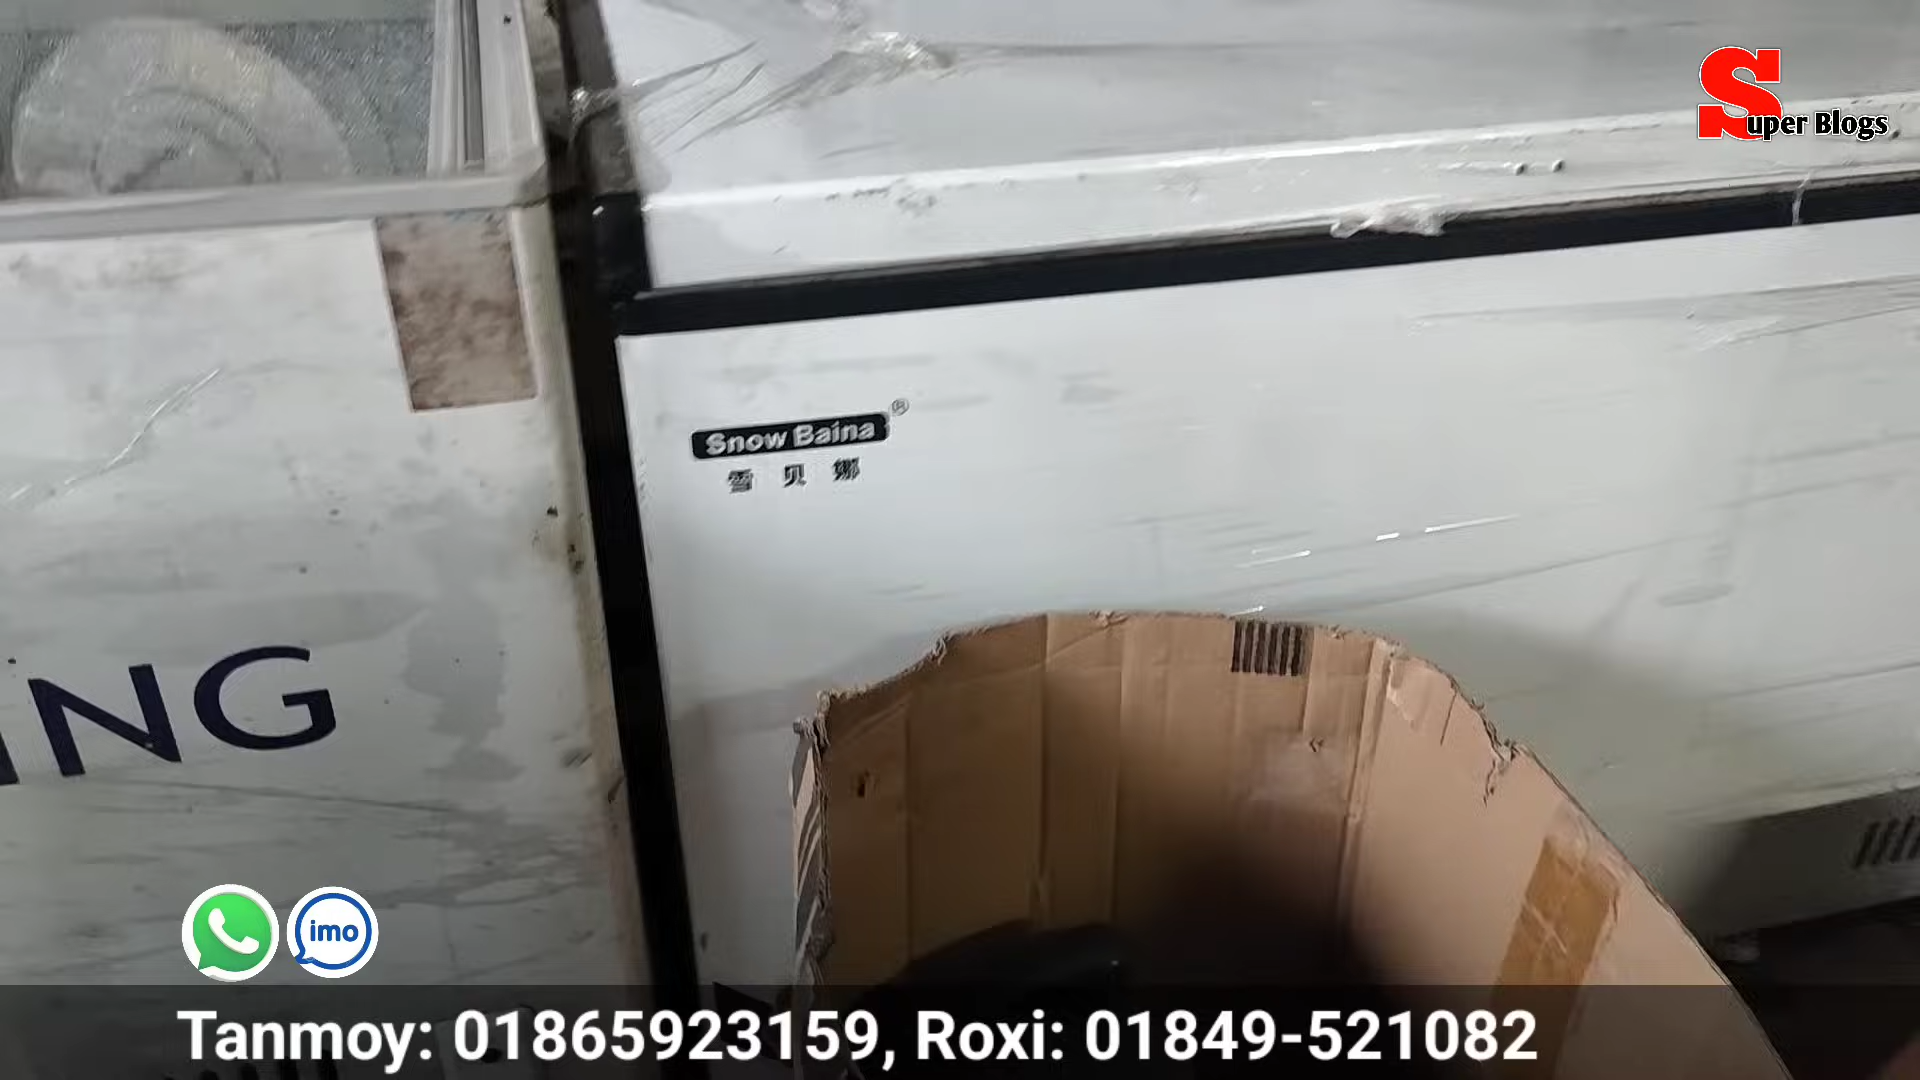 Super Blogs
Snow Baina®
雪贝娜
NG
imo
Tanmoy: 01865923159, Roxi: 01849-521082